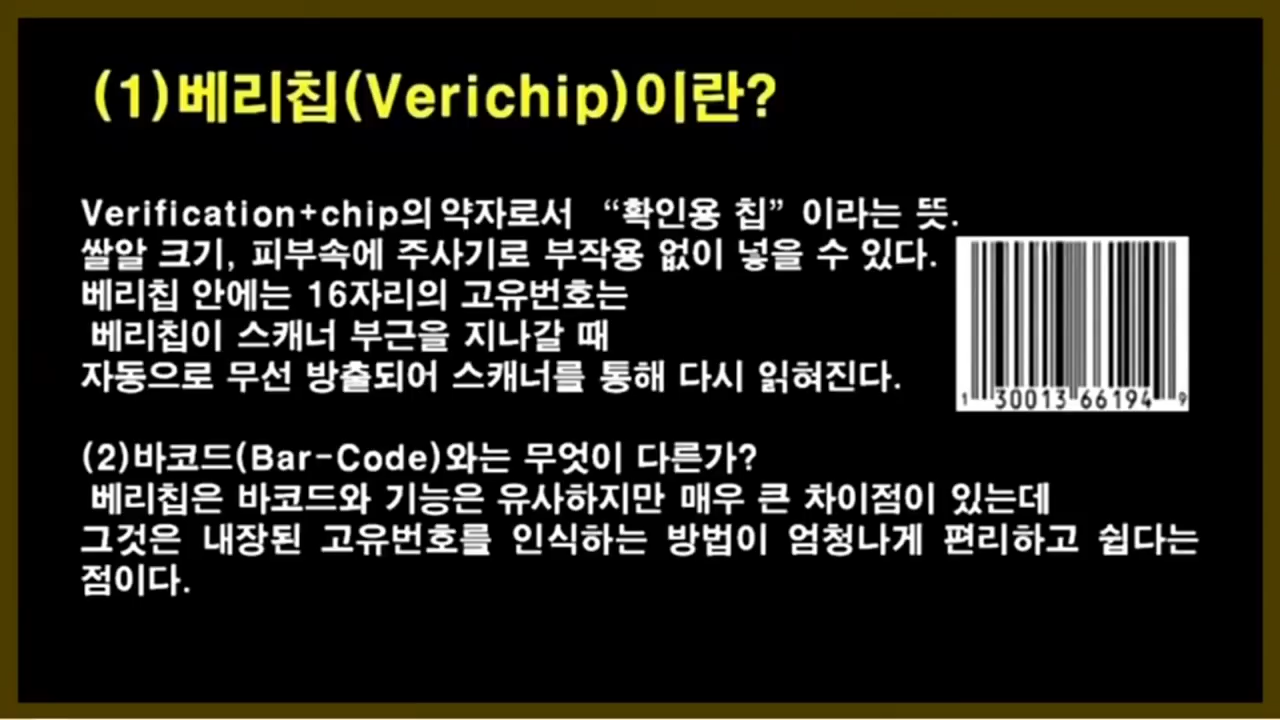 (1)베리칩(Verichip)이란?
Verification+chip의 약자로서 “확인용 칩” 이라는 뜻.
쌀알 크기, 피부속에 주사기로 부작용 없이 넣을 수 있다.
베리칩 안에는 16자리의 고유번호는
베리칩이 스캐너 부근을 지나갈 때
자동으로 무선 방출되어 스캐너를 통해 다시 읽혀진다.
1 30013 66194 9
(2)바코드(Bar-Code)와는 무엇이 다른가?
베리칩은 바코드와 기능은 유사하지만 매우 큰 차이점이 있는데
그것은 내장된 고유번호를 인식하는 방법이 엄청나게 편리하고 쉽다는
점이다.